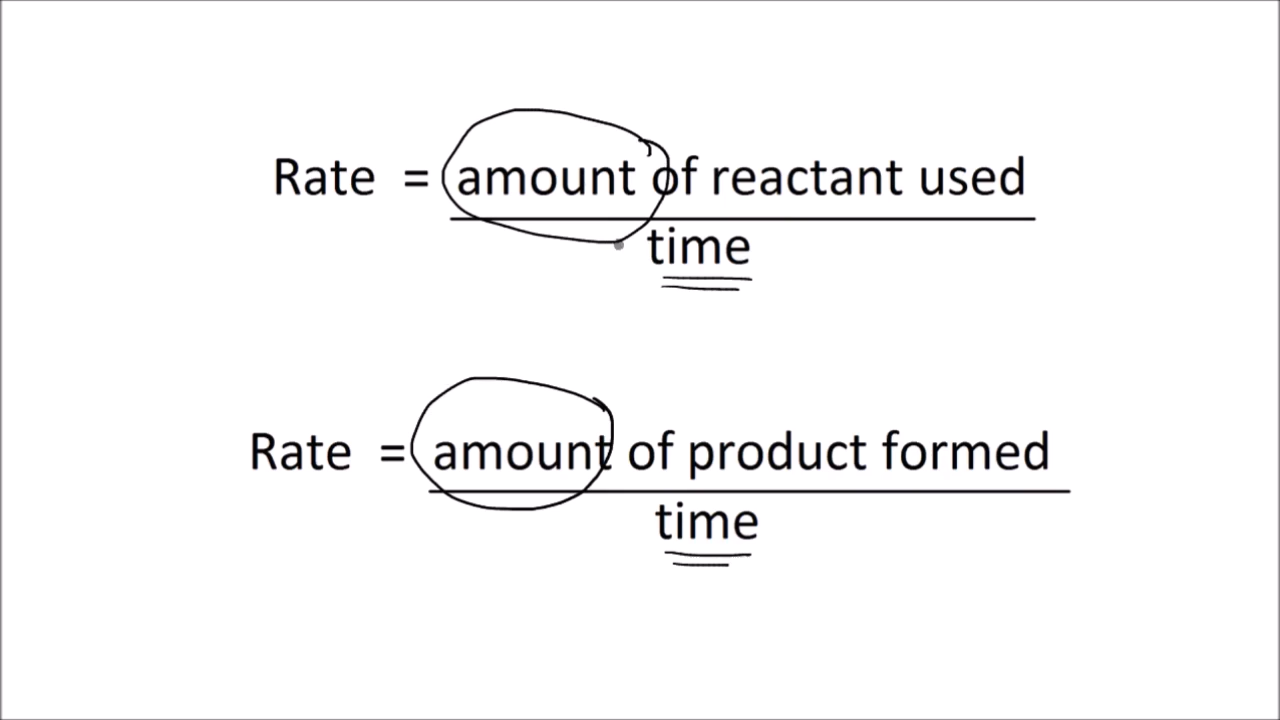 Rate = amount of reactant used
time
Rate = amount of product formed
time